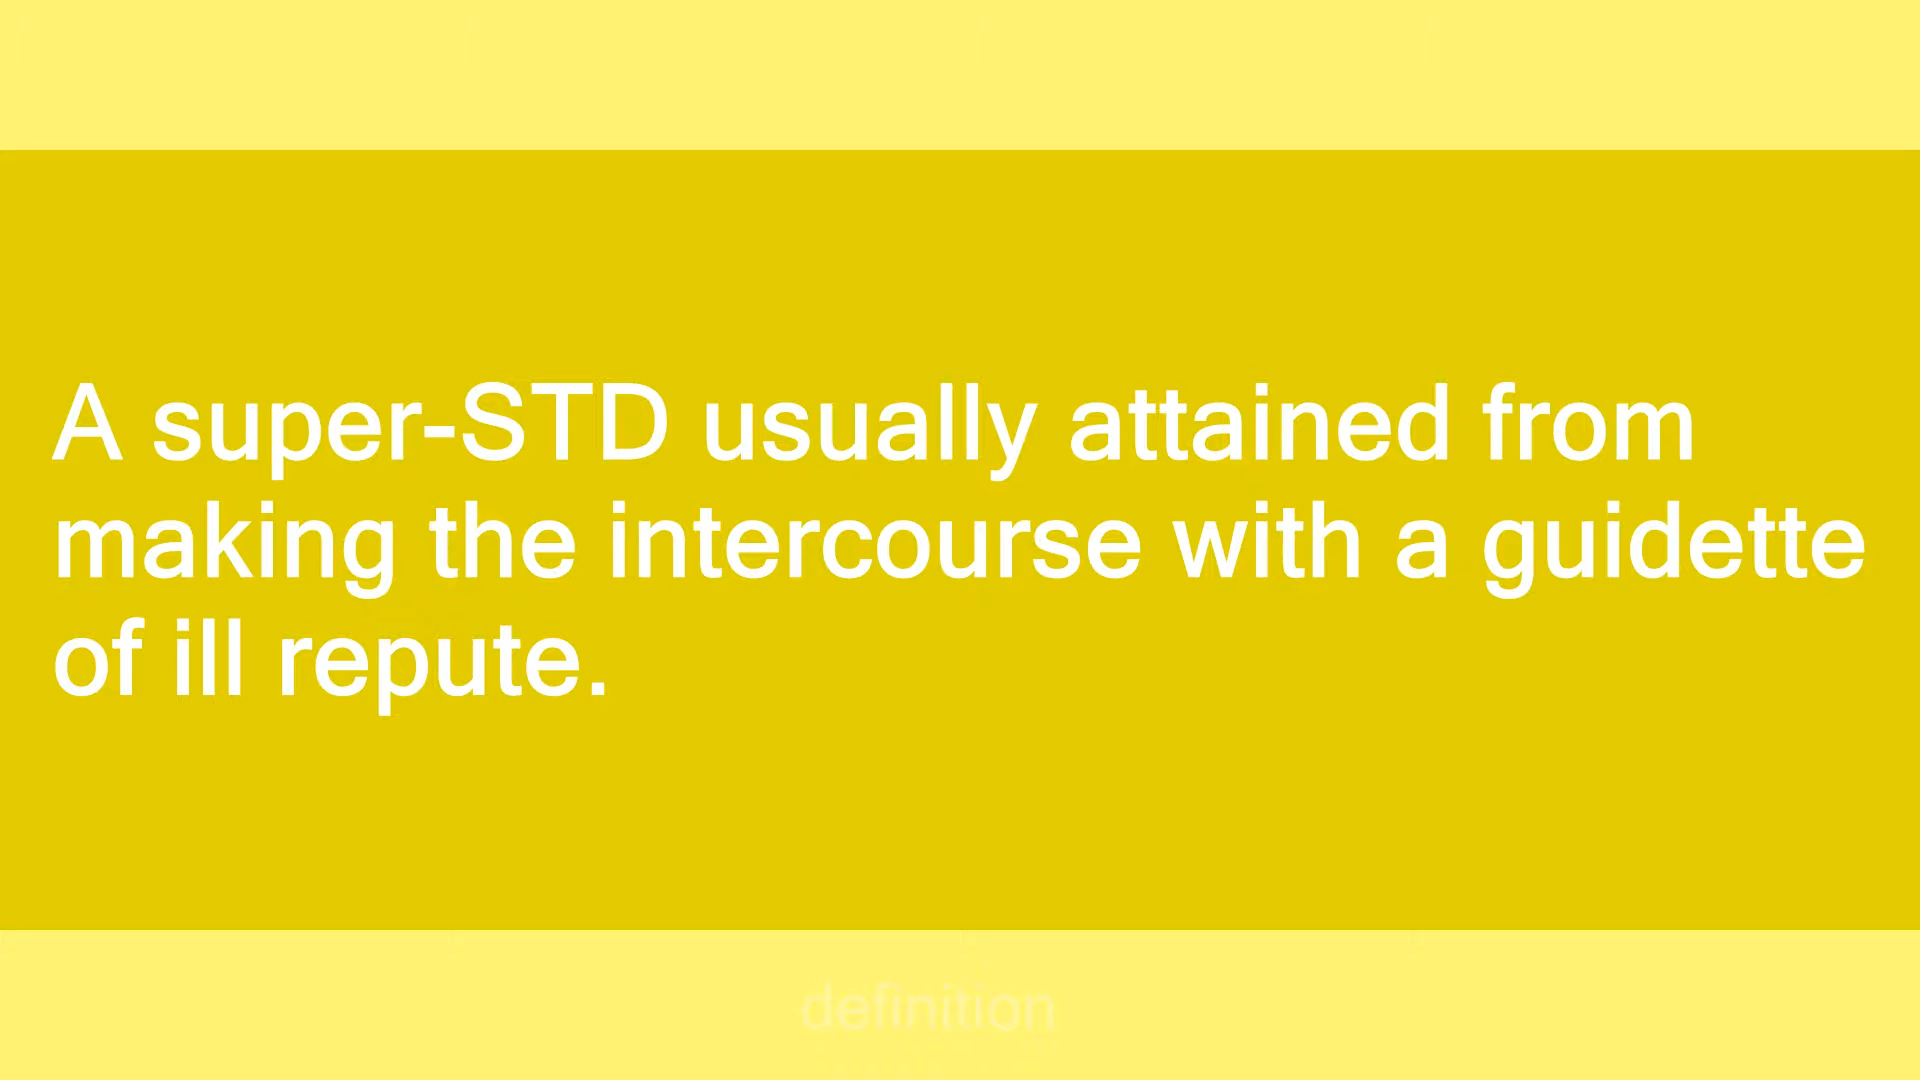 A super-STD usually attained from
making the intercourse with a guidette
of ill repute.
definition